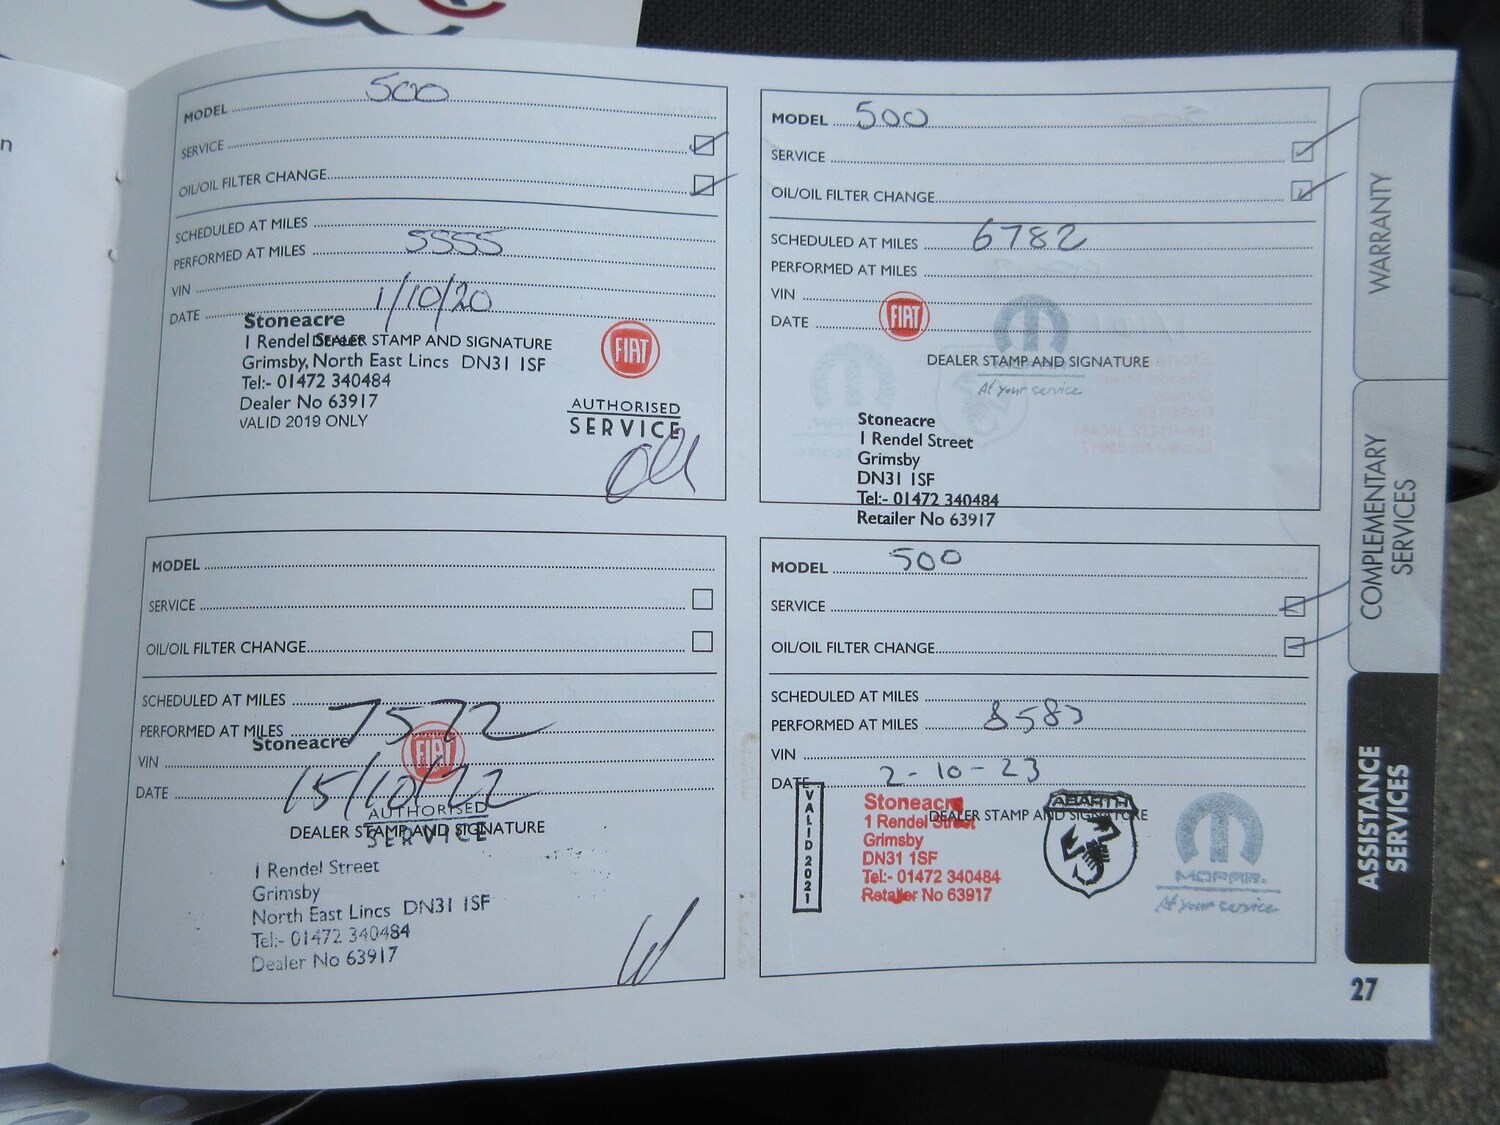 n
MODEL 500
SERVICE
OIL/OIL FILTER CHANGE
SCHEDULED AT MILES
PERFORMED AT MILES 5555
VIN
DATE 1/10/20
DEALER STAMP AND SIGNATURE
Stoneacre
1 Rendel Street
Grimsby, North East Lincs DN31 1SF
Tel:- 01472 340484
Dealer No 63917
VALID 2019 ONLY
FIAT
AUTHORISED
SERVICE
MODEL 500
SERVICE
OIL/OIL FILTER CHANGE
SCHEDULED AT MILES 6782
PERFORMED AT MILES
VIN
DATE
FIAT
DEALER STAMP AND SIGNATURE
At your service
Stoneacre
1 Rendel Street
Grimsby
DN31 1SF
Tel:- 01472 340484
Retailer No 63917
MODEL
SERVICE
OIL/OIL FILTER CHANGE
SCHEDULED AT MILES
PERFORMED AT MILES 7572
Stoneacre
FIAT
VIN
DATE 15/10/22
AUTHORISED
SERVICE
DEALER STAMP AND SIGNATURE
1 Rendel Street
Grimsby
North East Lincs DN31 1SF
Tel:- 01472 340484
Dealer No 63917
MODEL 500
SERVICE
OIL/OIL FILTER CHANGE
SCHEDULED AT MILES
PERFORMED AT MILES 8583
VIN
DATE 2-10-23
DEALER STAMP AND SIGNATURE
VALID 2021
Stoneacre
1 Rendel Street
Grimsby
DN31 1SF
Tel:- 01472 340484
Retailer No 63917
ABARTH
MOPAR.
At your service
WARRANTY
COMPLEMENTARY
SERVICES
ASSISTANCE
SERVICES
27